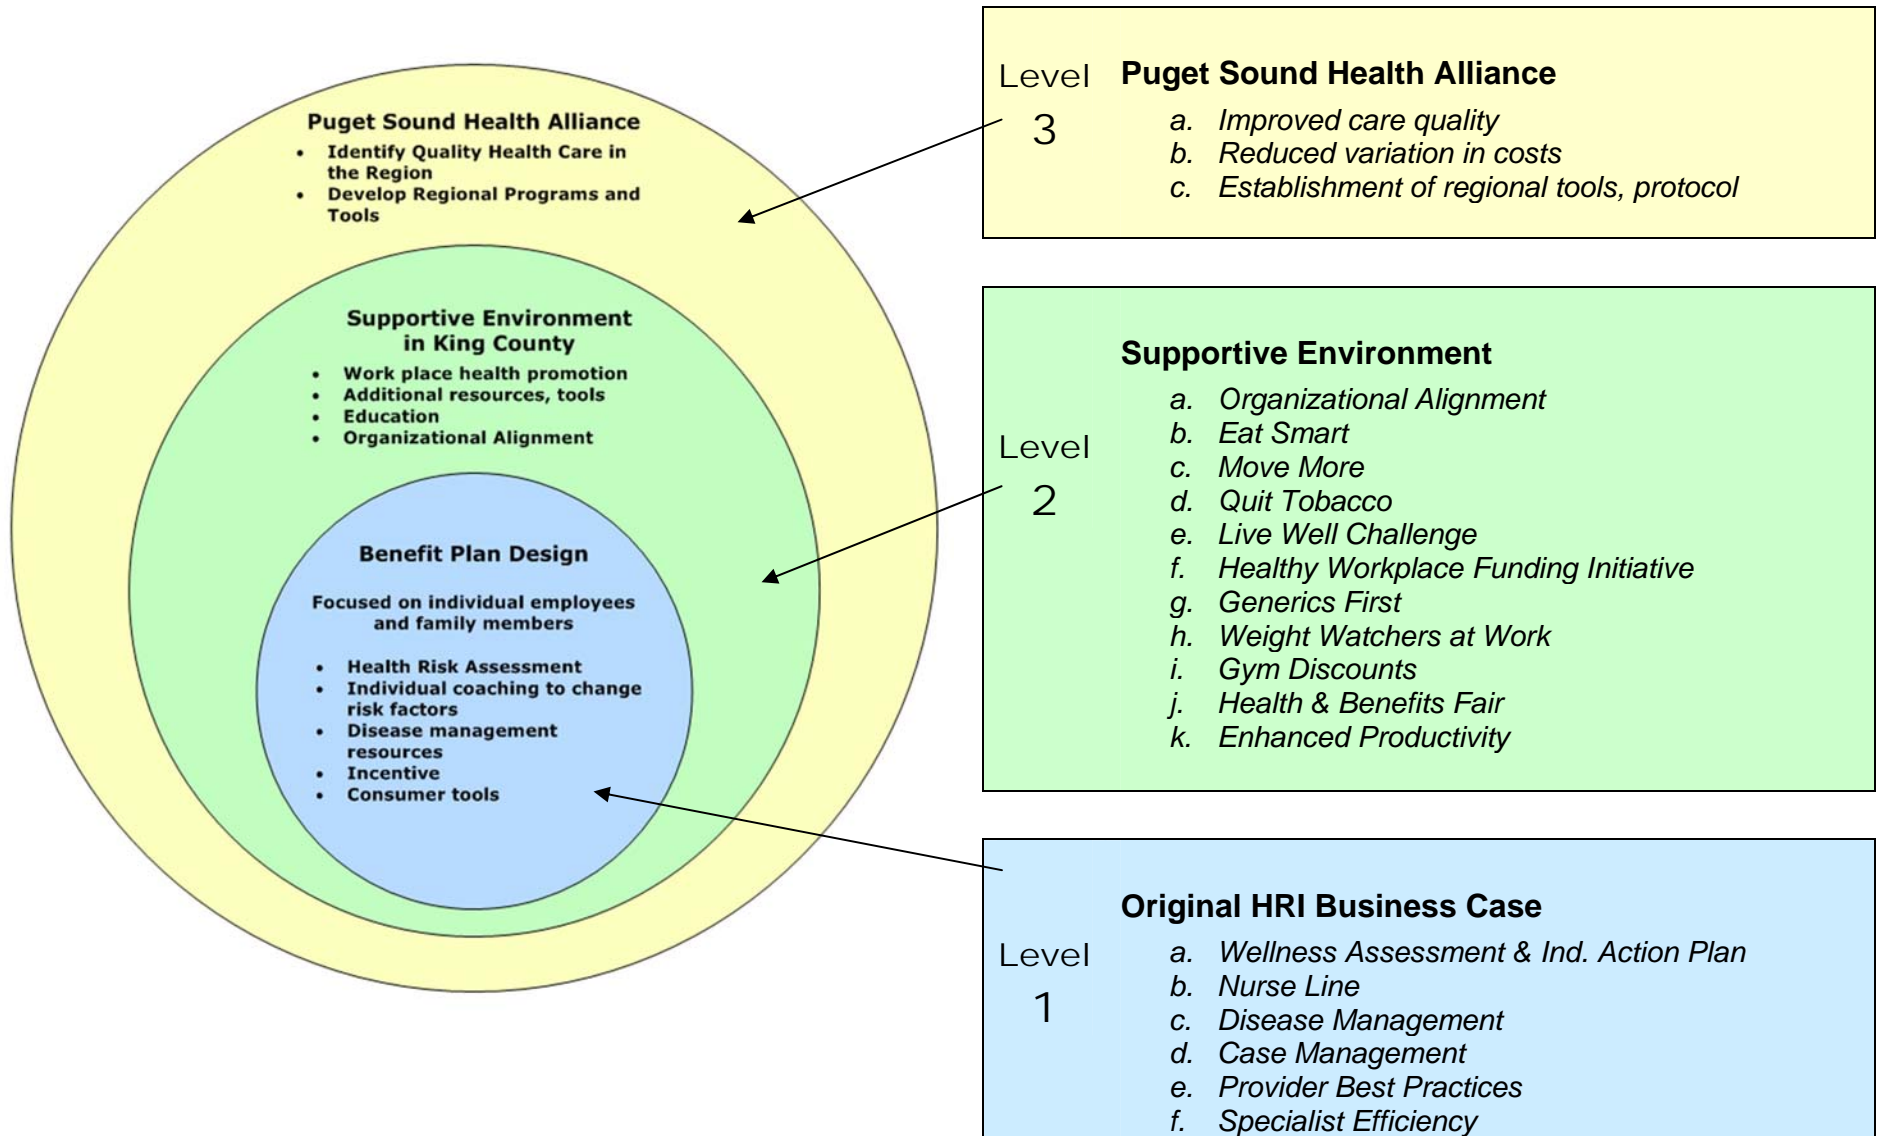 Puget Sound Health Alliance
• Identify Quality Health Care in
the Region
• Develop Regional Programs and
Tools
Supportive Environment
in King County
• Work place health promotion
• Additional resources, tools
• Education
• Organizational Alignment
Benefit Plan Design
Focused on individual employees
and family members
• Health Risk Assessment
• Individual coaching to change
risk factors
• Disease management
resources
• Incentive
• Consumer tools
Level
3
Puget Sound Health Alliance
a. Improved care quality
b. Reduced variation in costs
c. Establishment of regional tools, protocol
Level
2
Supportive Environment
a. Organizational Alignment
b. Eat Smart
c. Move More
d. Quit Tobacco
e. Live Well Challenge
f. Healthy Workplace Funding Initiative
g. Generics First
h. Weight Watchers at Work
i. Gym Discounts
j. Health & Benefits Fair
k. Enhanced Productivity
Level
1
Original HRI Business Case
a. Wellness Assessment & Ind. Action Plan
b. Nurse Line
c. Disease Management
d. Case Management
e. Provider Best Practices
f. Specialist Efficiency